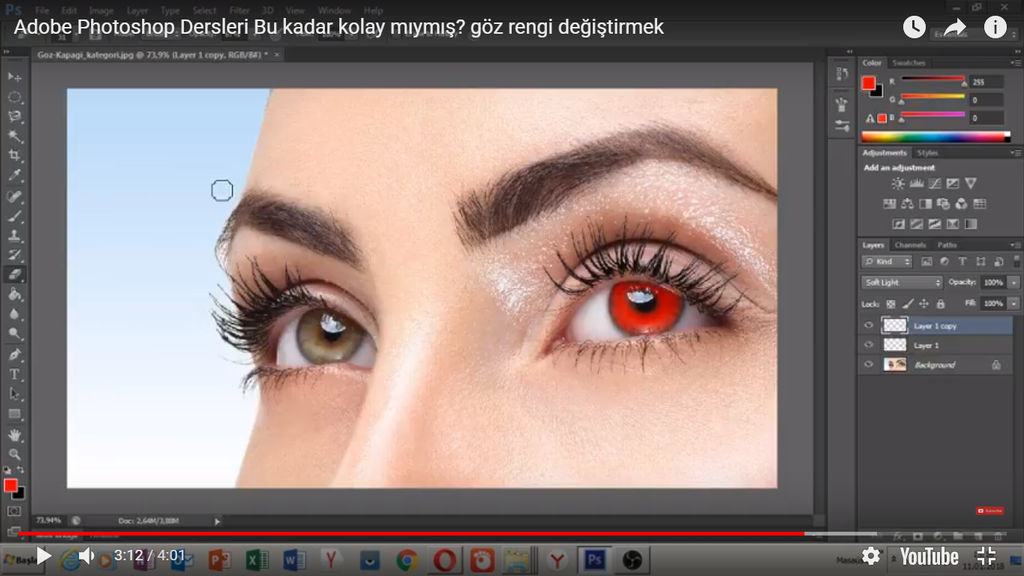 Ps File Edit Image Layer Type Select Filter 3D View Window Help
Adobe Photoshop Dersleri Bu kadar kolay mıymış? göz rengi değiştirmek
Goz-Kapagi_kategori.jpg @ 73,9% (Layer 1 copy, RGB/8#) * ×
Color Swatches
R 255
G 0
B 0
Adjustments Styles
Add an adjustment
Layers Channels Paths
Kind
Soft Light Opacity: 100%
Lock: Fill: 100%
Layer 1 copy
Layer 1
Background
73,94% Doc: 2,64M/3,88M
3:12 / 4:01
YouTube
11.01.2018